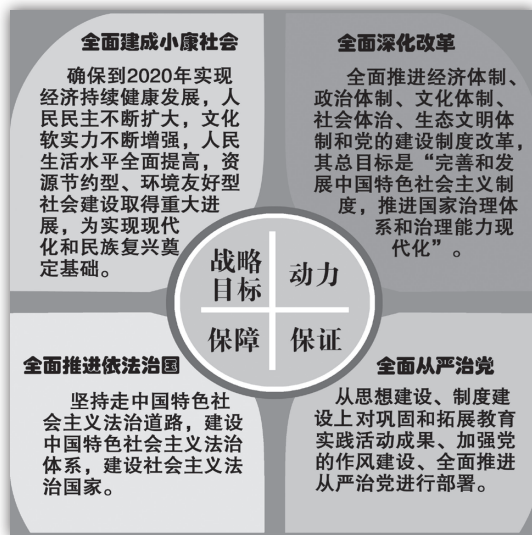 全面建成小康社会
确保到2020年实现
经济持续健康发展，人
民民主不断扩大，文化
软实力不断增强，人民
生活水平全面提高，资
源节约型、环境友好型
社会建设取得重大进
展，为实现现代
化和民族复兴奠
定基础。
全面深化改革
全面推进经济体制、
政治体制、文化体制、
社会体治、生态文明体
制和党的建设制度改革，
其总目标是“完善和发
展中国特色社会主义制
度，推进国家治理体
系和治理能力现
代化”。
战略
目标
动力
保障
保证
全面推进依法治国
坚持走中国特色社
会主义法治道路，建设
中国特色社会主义法治
体系，建设社会主义法
治国家。
全面从严治党
从思想建设、制度建
设上对巩固和拓展教育
实践活动成果、加强党
的作风建设、全面推进
从严治党进行部署。